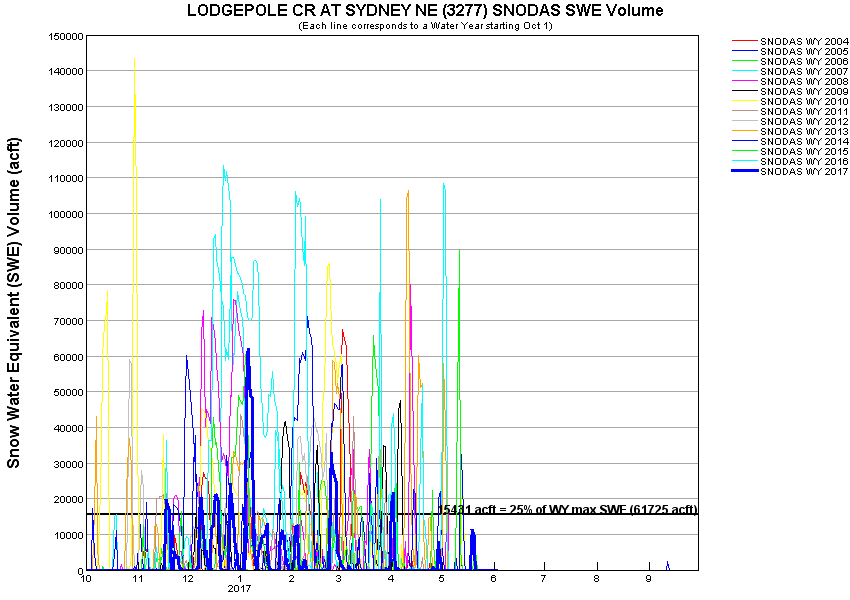 LODGEPOLE CR AT SYDNEY NE (3277) SNODAS SWE Volume
(Each line corresponds to a Water Year starting Oct 1)
Snow Water Equivalent (SWE) Volume (acft)
150000
140000
130000
120000
110000
100000
90000
80000
70000
60000
50000
40000
30000
20000
10000
0
15431 acft = 25% of WY max SWE (61725 acft)
10 11 12 1 2 3 4 5 6 7 8 9
2017
SNODAS WY 2004
SNODAS WY 2005
SNODAS WY 2006
SNODAS WY 2007
SNODAS WY 2008
SNODAS WY 2009
SNODAS WY 2010
SNODAS WY 2011
SNODAS WY 2012
SNODAS WY 2013
SNODAS WY 2014
SNODAS WY 2015
SNODAS WY 2016
SNODAS WY 2017